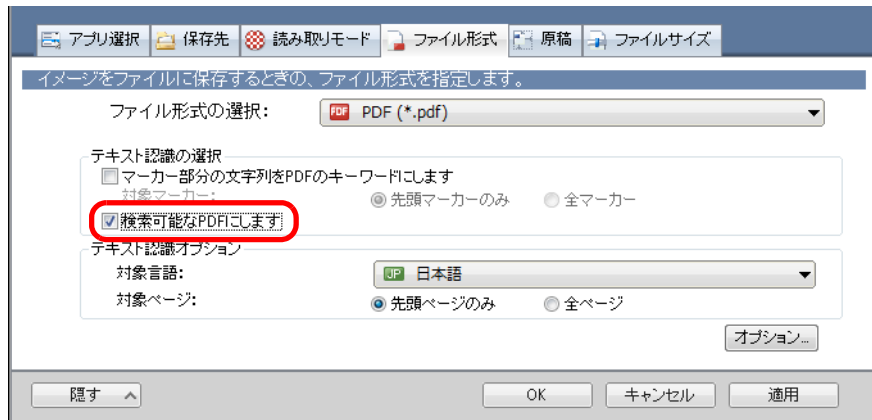 アプリ選択 保存先 読み取りモード ファイル形式 原稿 ファイルサイズ
イメージをファイルに保存するときの、ファイル形式を指定します。
ファイル形式の選択: PDF PDF (*.pdf)
テキスト認識の選択
マーカー部分の文字列をPDFのキーワードにします
対象マーカー: 先頭マーカーのみ 全マーカー
検索可能なPDFにします
テキスト認識オプション
対象言語: JP 日本語
対象ページ: 先頭ページのみ 全ページ
オプション...
隠す OK キャンセル 適用